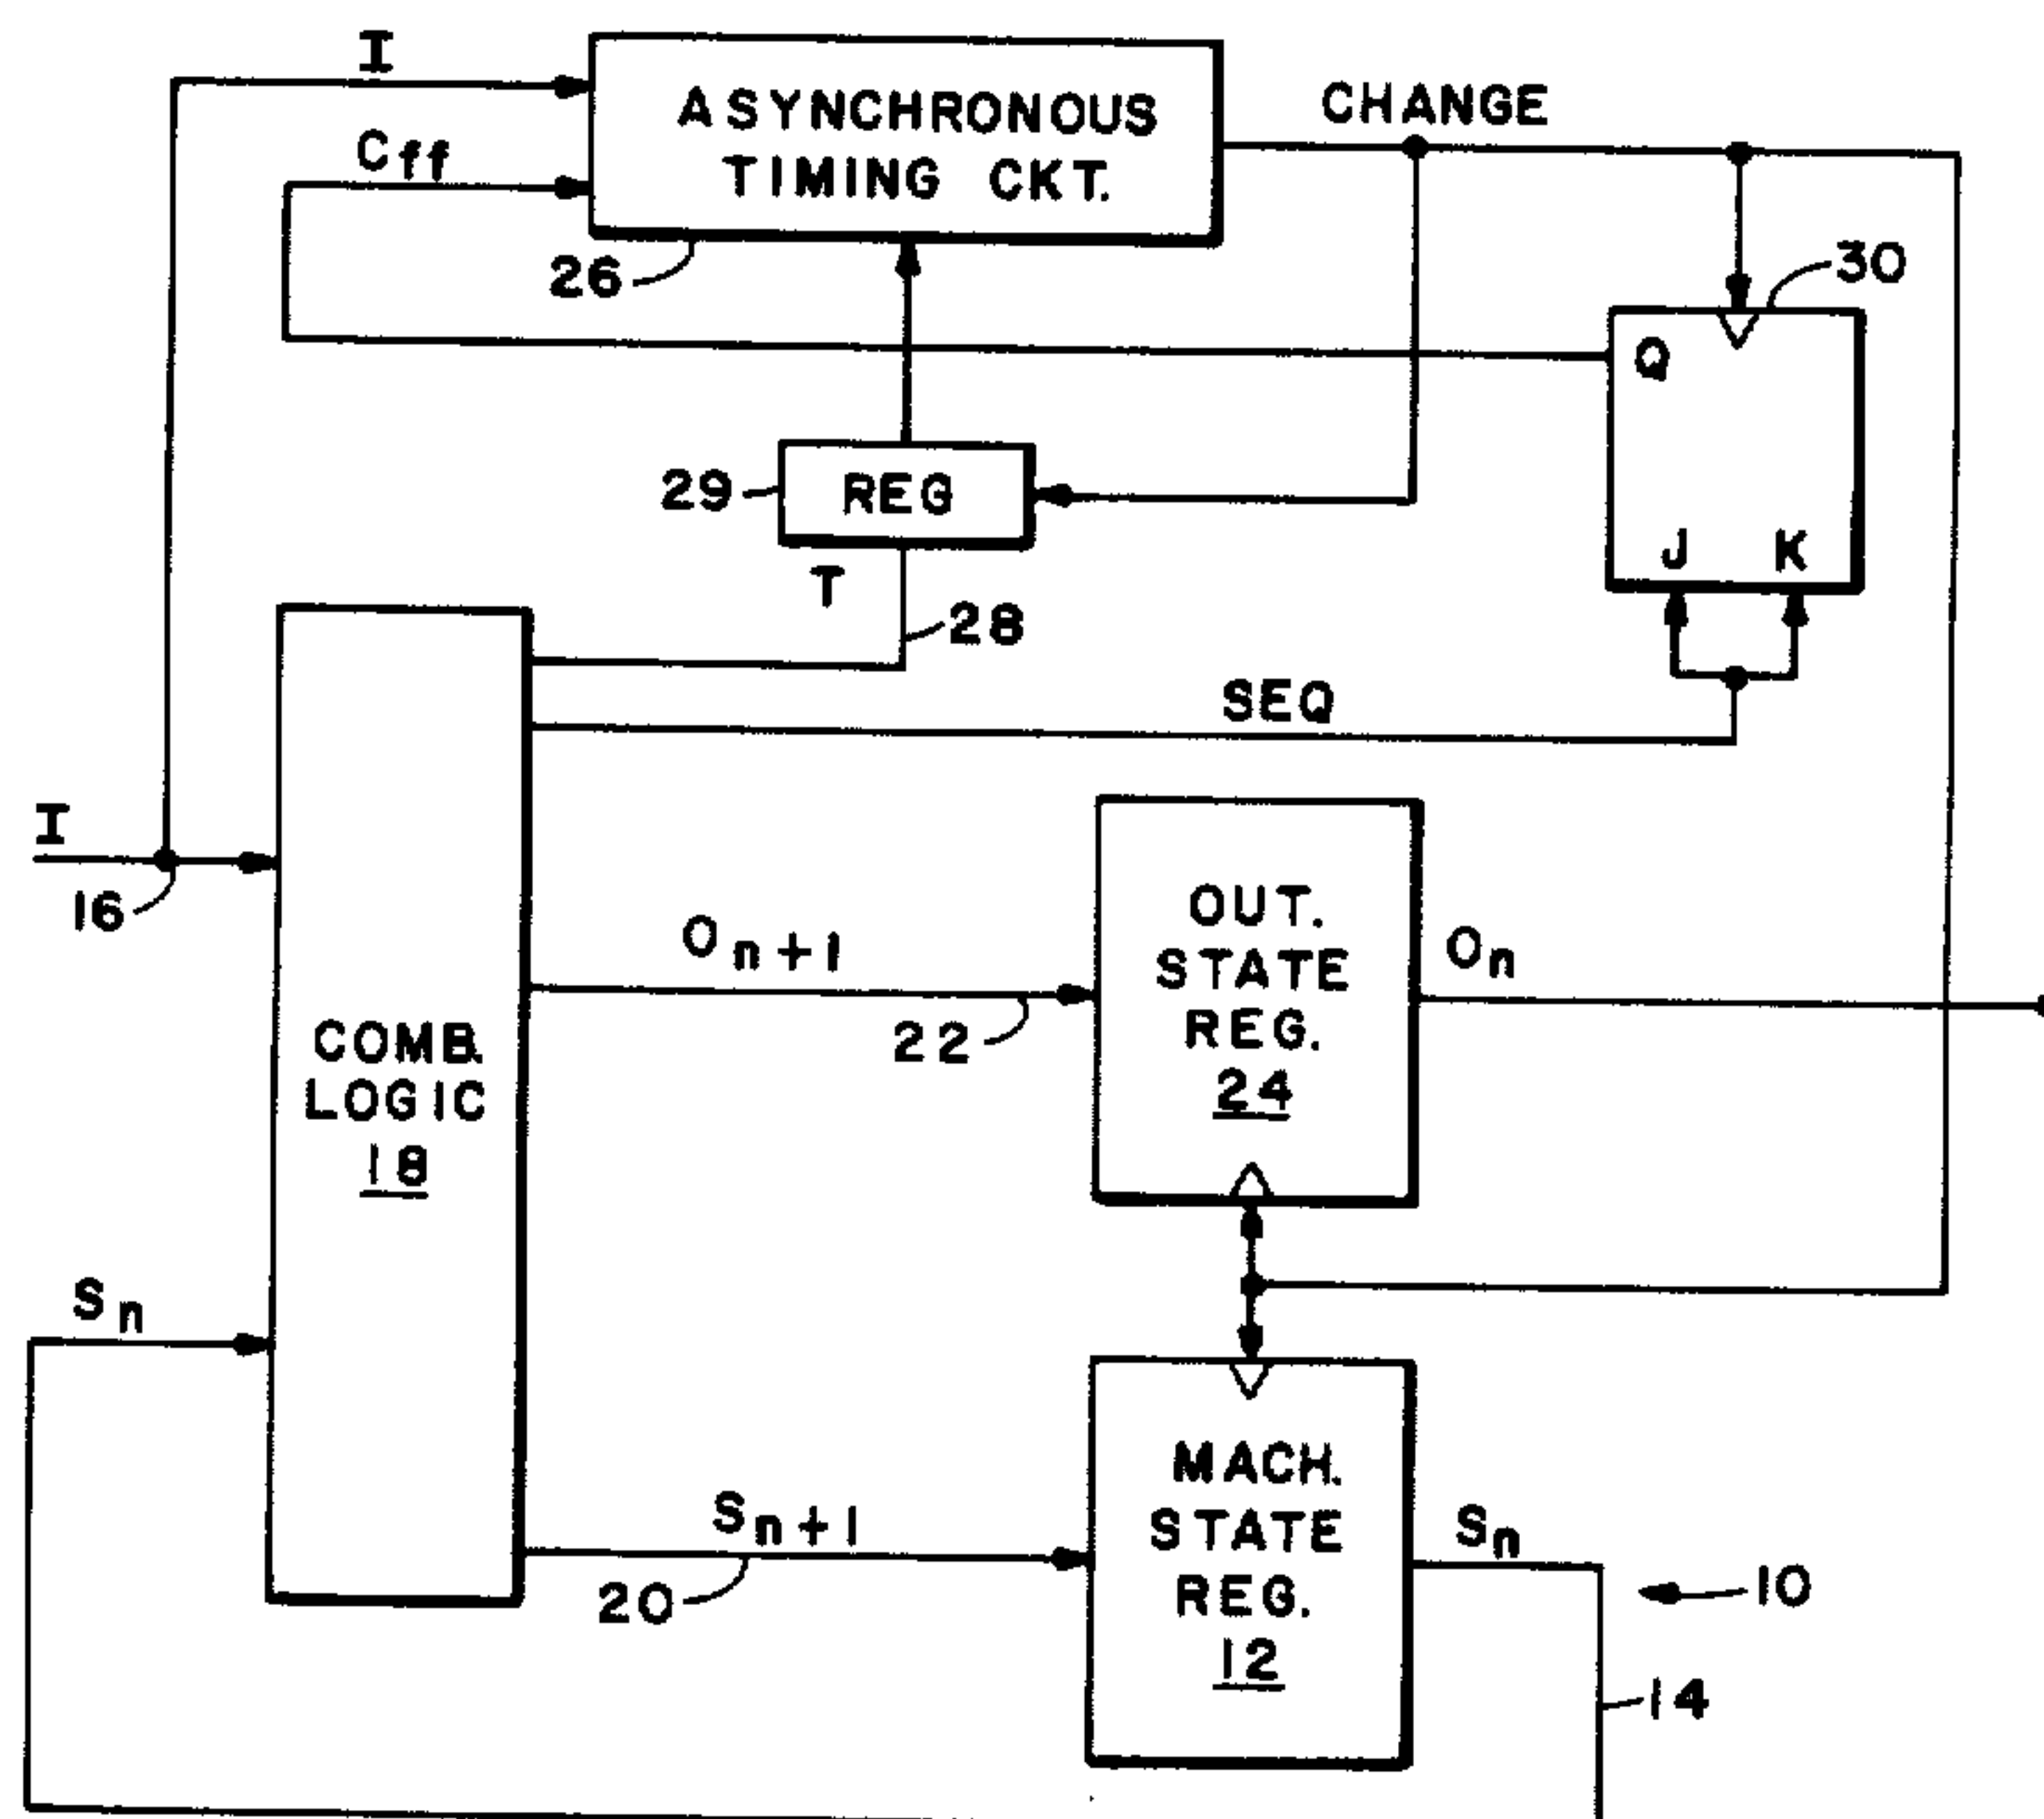 I
ASYNCHRONOUS
TIMING CKT.
CHANGE
Cff
26
30
Q
29
REG
J K
T
28
SEQ
I
16
OUT.
STATE
REG.
24
On+1
On
22
COMB.
LOGIC
18
Sn
MACH.
STATE
REG.
12
Sn+1
Sn
20
10
14